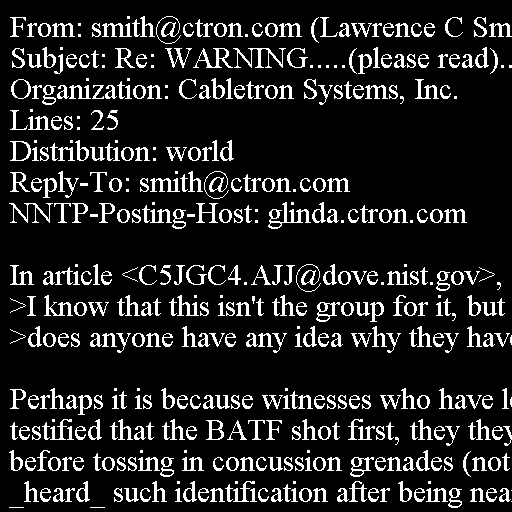 From: smith@ctron.com (Lawrence C Sm
Subject: Re: WARNING.....(please read)..
Organization: Cabletron Systems, Inc.
Lines: 25
Distribution: world
Reply-To: smith@ctron.com
NNTP-Posting-Host: glinda.ctron.com
In article <C5JGC4.AJJ@dove.nist.gov>,
>I know that this isn't the group for it, but
>does anyone have any idea why they have
Perhaps it is because witnesses who have l
testified that the BATF shot first, they they
before tossing in concussion grenades (not
_heard_ such identification after being nea